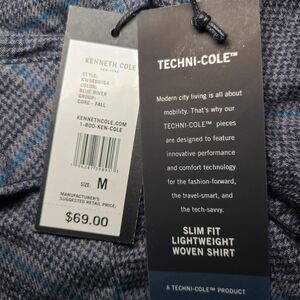 KENNETH COLE
NEW YORK
STYLE:
COLOR:
BLUE RIVER
GROUP:
CORE - FALL
KENNETHCOLE.COM
1-800-KEN-COLE
SIZE: M
MANUFACTURER'S
SUGGESTED RETAIL PRICE:
$69.00
TECHNI-COLE™
Modern city living is all about
mobility. That's why our
TECHNI-COLE™ pieces
are designed to feature
innovative performance
and comfort technology
for the fashion-forward,
the travel-smart, and
the tech-savvy.
SLIM FIT
LIGHTWEIGHT
WOVEN SHIRT
A TECHNI-COLE™ PRODUCT